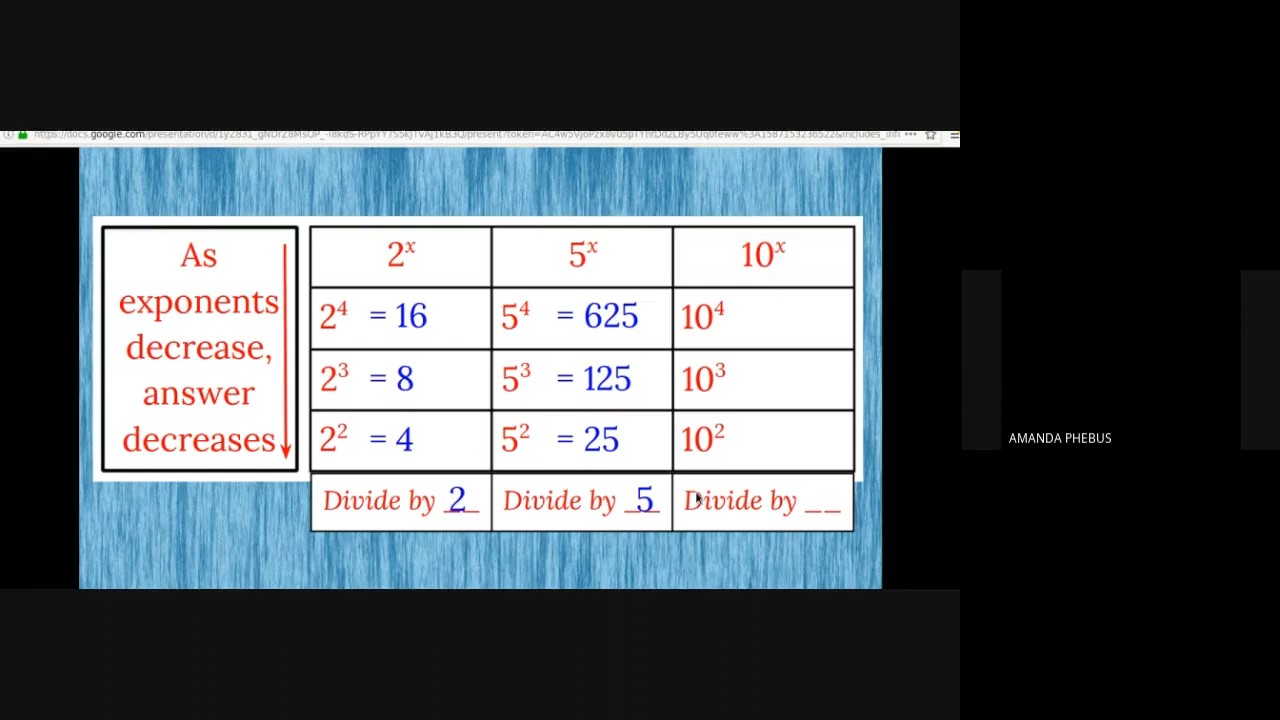 As
exponents
decrease,
answer
decreases
2^x 5^x 10^x
2^4 = 16 5^4 = 625 10^4
2^3 = 8 5^3 = 125 10^3
2^2 = 4 5^2 = 25 10^2
Divide by 2 Divide by 5 Divide by __
AMANDA PHEBUS